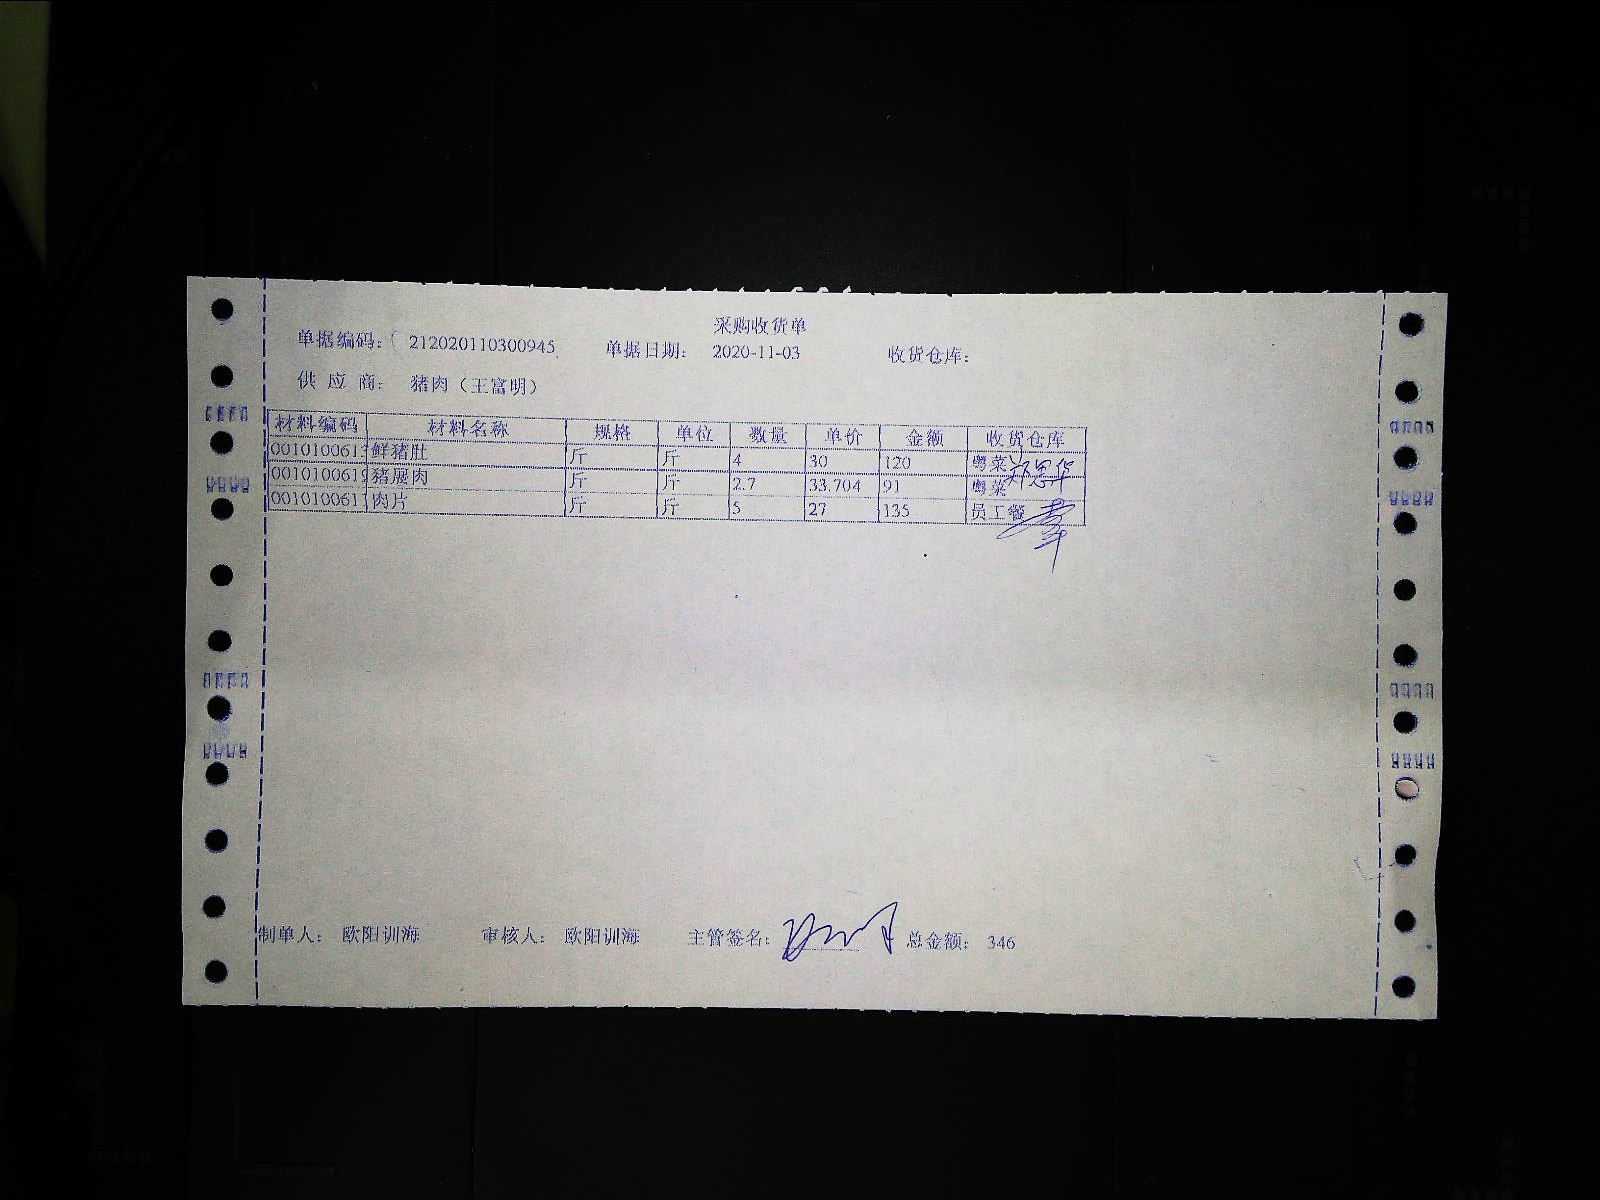 采购收货单
单据编码: 212020110300945 单据日期: 2020-11-03 收货仓库:
供应商: 猪肉（王富明）
材料编码 材料名称 规格 单位 数量 单价 金额 收货仓库
0010100613 鲜猪肚 斤 斤 4 30 120 粤菜
0010100619 猪展肉 斤 斤 2.7 33.704 91 粤菜
0010100611 肉片 斤 斤 5 27 135 员工餐
制单人: 欧阳训海 审核人: 欧阳训海 主管签名: 总金额: 346